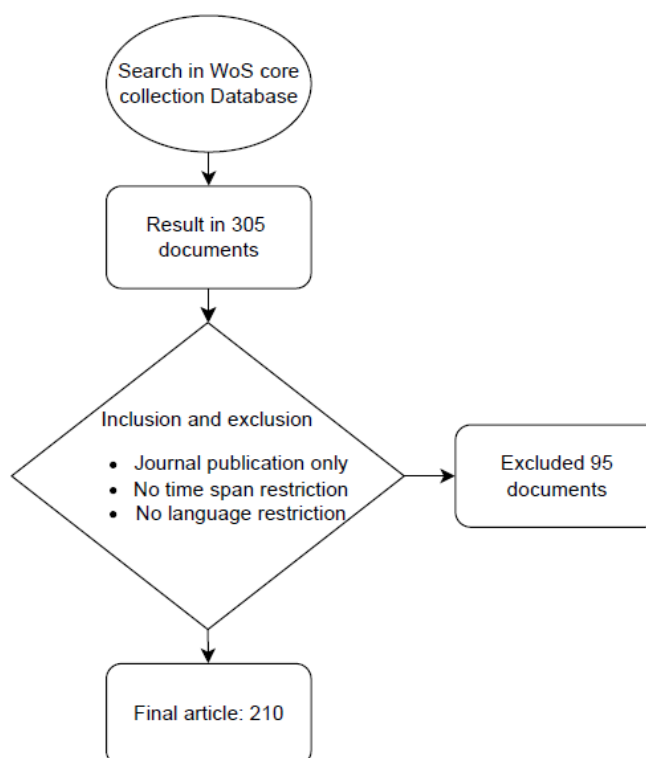 Search in WoS core
collection Database
Result in 305
documents
Inclusion and exclusion
• Journal publication only
• No time span restriction
• No language restriction
Excluded 95
documents
Final article: 210